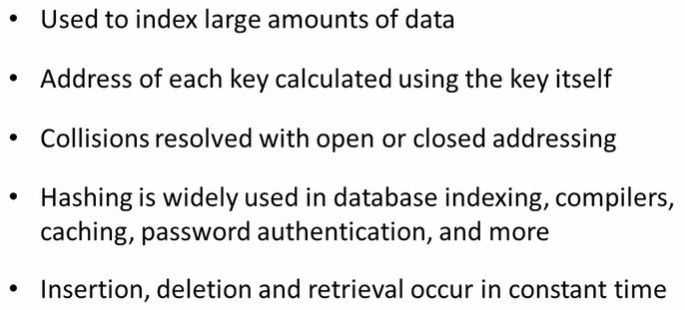 • Used to index large amounts of data
• Address of each key calculated using the key itself
• Collisions resolved with open or closed addressing
• Hashing is widely used in database indexing, compilers,
caching, password authentication, and more
• Insertion, deletion and retrieval occur in constant time